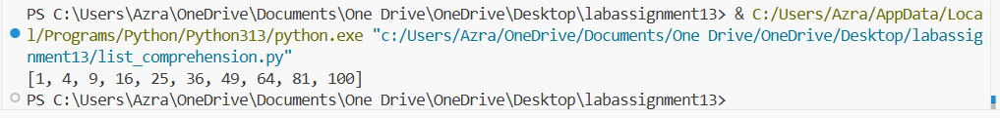 PS C:\Users\Azra\OneDrive\Documents\One Drive\OneDrive\Desktop\labassignment13> & C:/Users/Azra/AppData/Loca
l/Programs/Python/Python313/python.exe "c:/Users/Azra/OneDrive/Documents/One Drive/OneDrive/Desktop/labassig
nment13/list_comprehension.py"
[1, 4, 9, 16, 25, 36, 49, 64, 81, 100]
PS C:\Users\Azra\OneDrive\Documents\One Drive\OneDrive\Desktop\labassignment13>